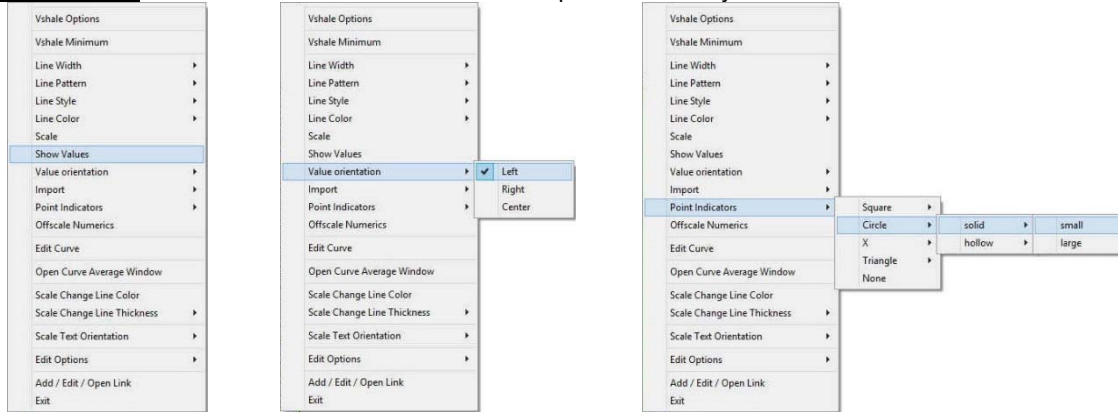 Vshale Options
Vshale Minimum
Line Width
Line Pattern
Line Style
Line Color
Scale
Show Values
Value orientation
Import
Point Indicators
Offscale Numerics
Edit Curve
Open Curve Average Window
Scale Change Line Color
Scale Change Line Thickness
Scale Text Orientation
Edit Options
Add / Edit / Open Link
Exit
Vshale Options
Vshale Minimum
Line Width
Line Pattern
Line Style
Line Color
Scale
Show Values
Value orientation
Import
Point Indicators
Offscale Numerics
Edit Curve
Open Curve Average Window
Scale Change Line Color
Scale Change Line Thickness
Scale Text Orientation
Edit Options
Add / Edit / Open Link
Exit
Left
Right
Center
Vshale Options
Vshale Minimum
Line Width
Line Pattern
Line Style
Line Color
Scale
Show Values
Value orientation
Import
Point Indicators
Offscale Numerics
Edit Curve
Open Curve Average Window
Scale Change Line Color
Scale Change Line Thickness
Scale Text Orientation
Edit Options
Add / Edit / Open Link
Exit
Square
Circle
X
Triangle
None
solid
hollow
small
large